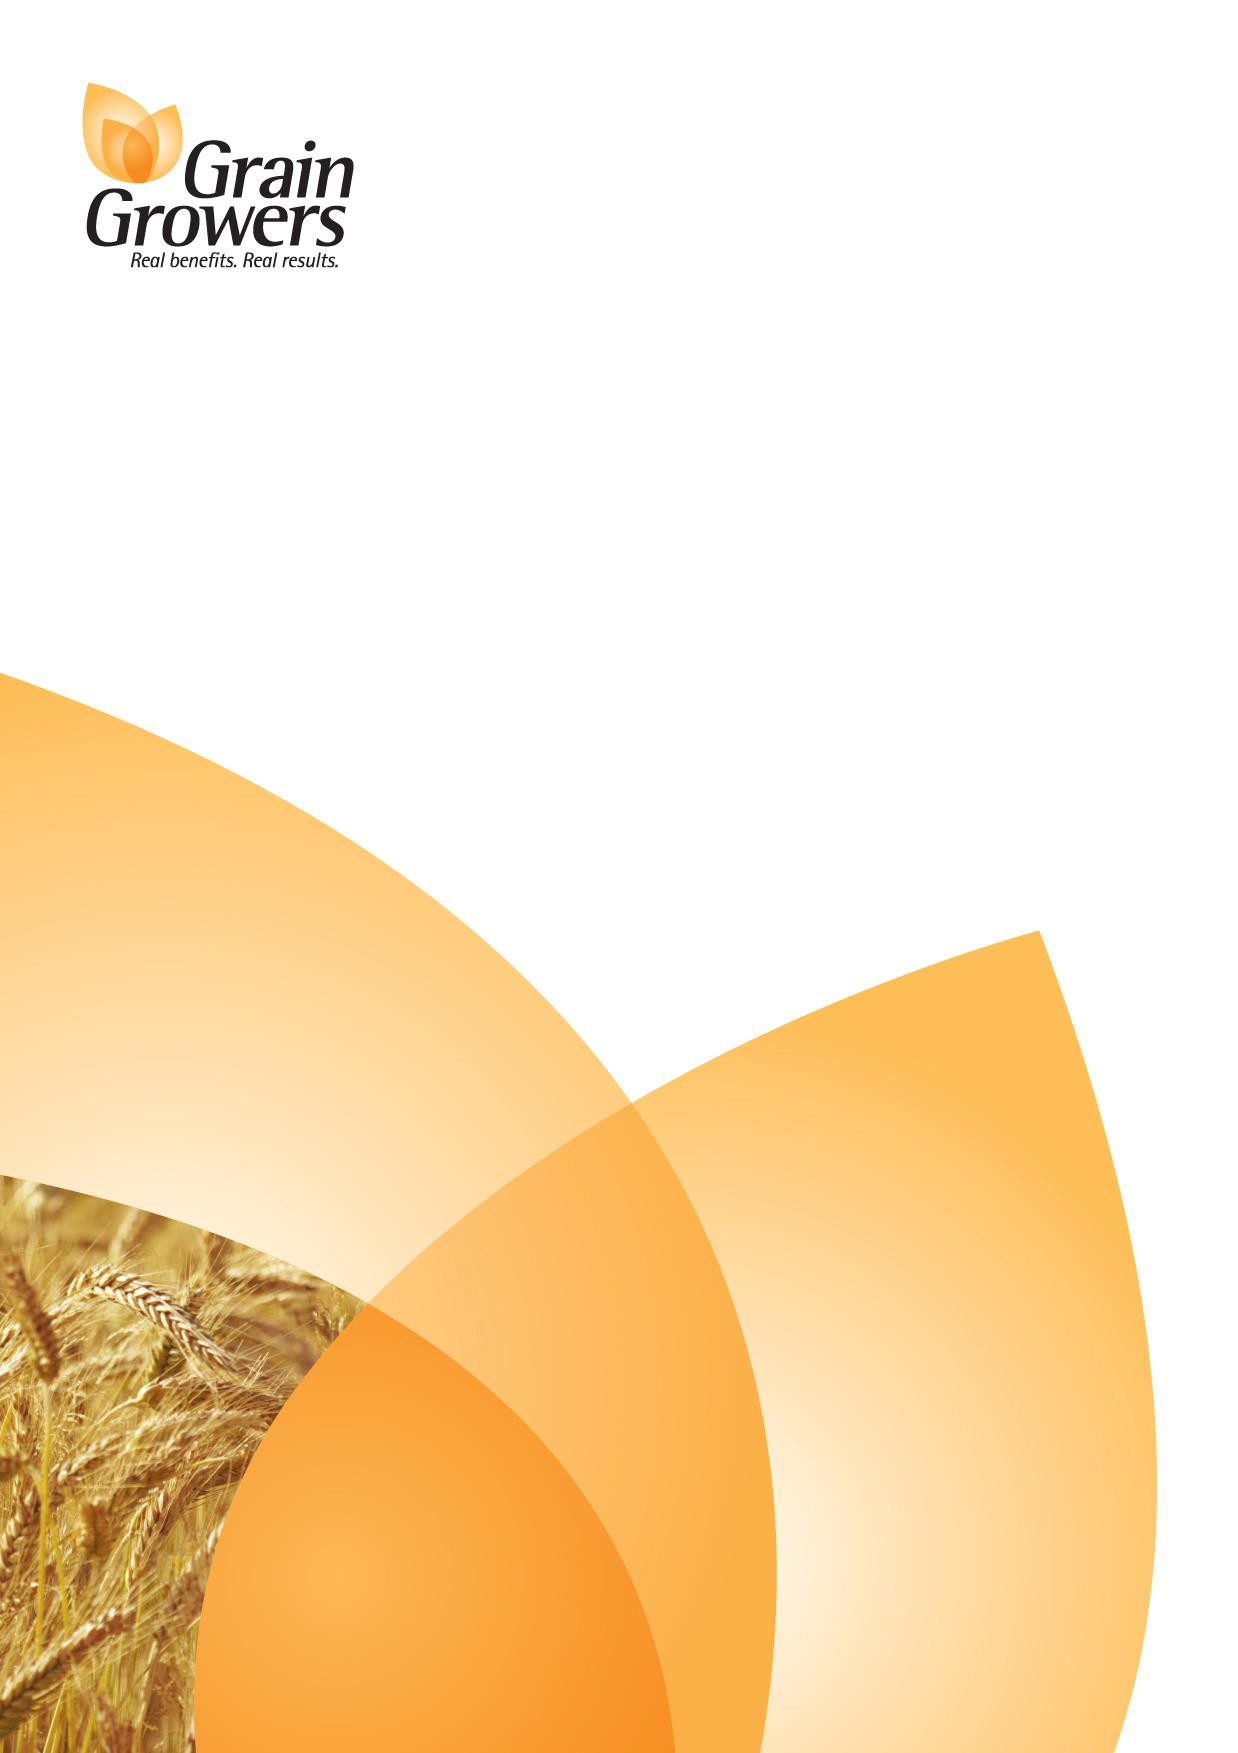 Grain
Growers
Real benefits. Real results.